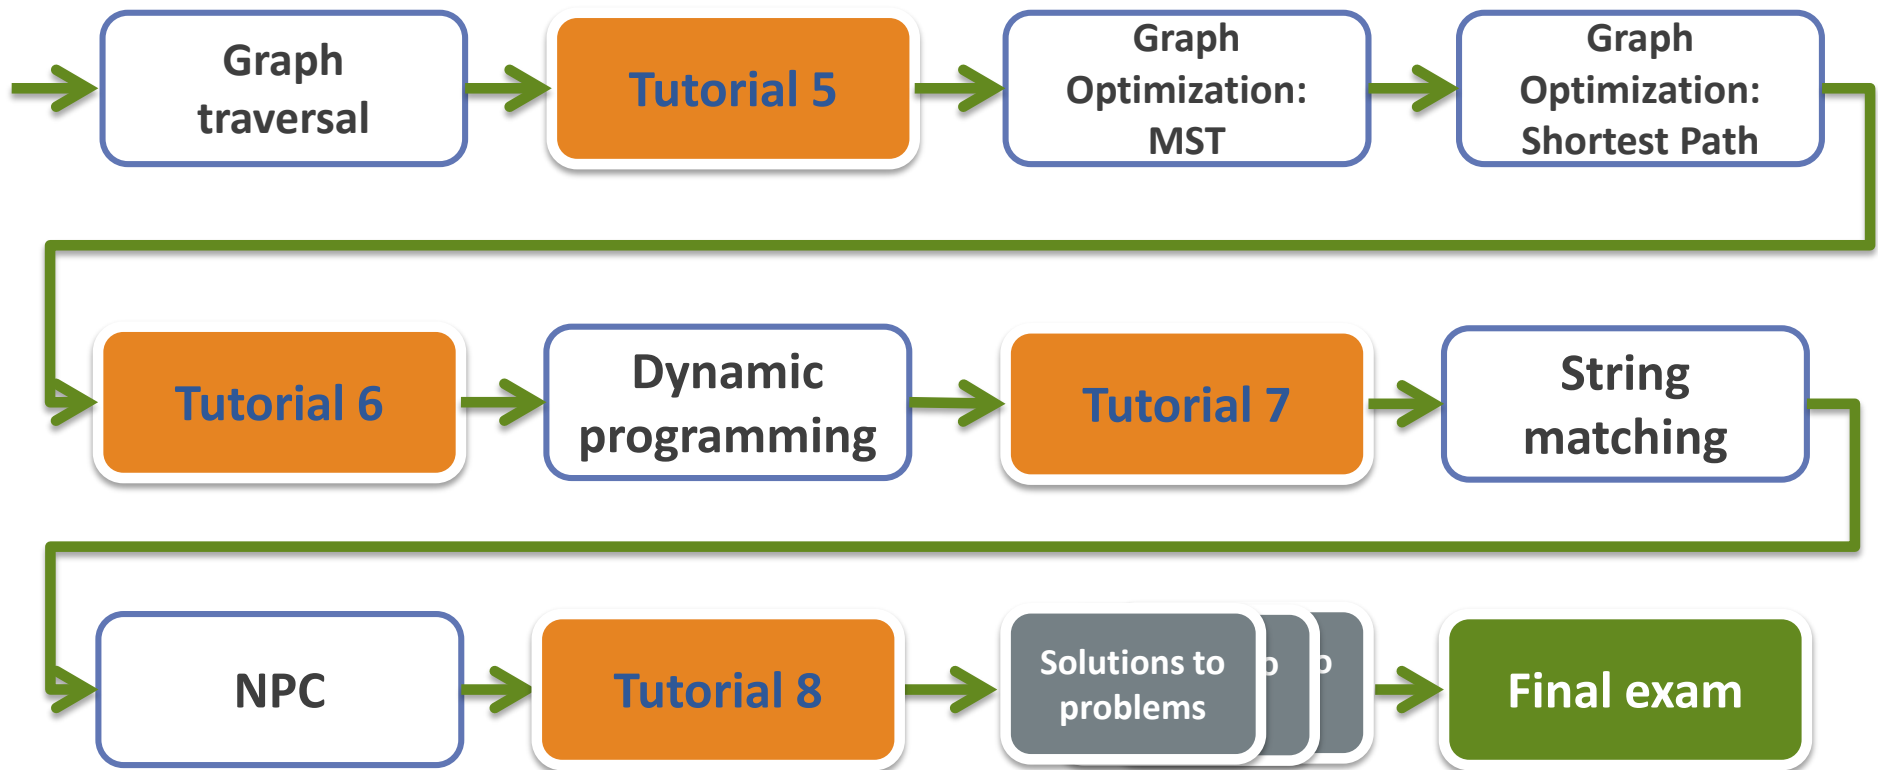 Graph
traversal
Tutorial 5
Graph
Optimization:
MST
Graph
Optimization:
Shortest Path
Tutorial 6
Dynamic
programming
Tutorial 7
String
matching
NPC
Tutorial 8
Solutions to
problems
Final exam